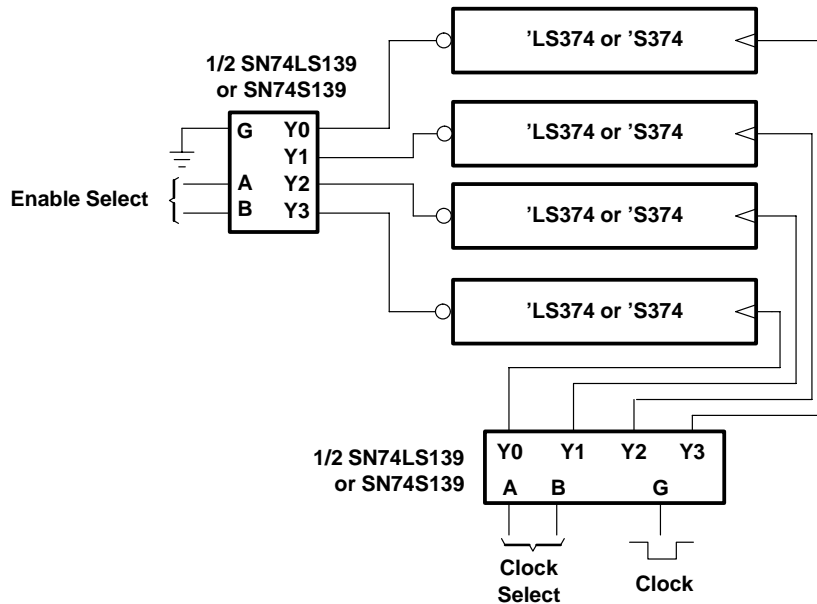 'LS374 or 'S374
1/2 SN74LS139
or SN74S139
G Y0
Y1
A Y2
B Y3
Enable Select
'LS374 or 'S374
'LS374 or 'S374
'LS374 or 'S374
1/2 SN74LS139
or SN74S139
Y0 Y1 Y2 Y3
A B G
Clock
Select
Clock